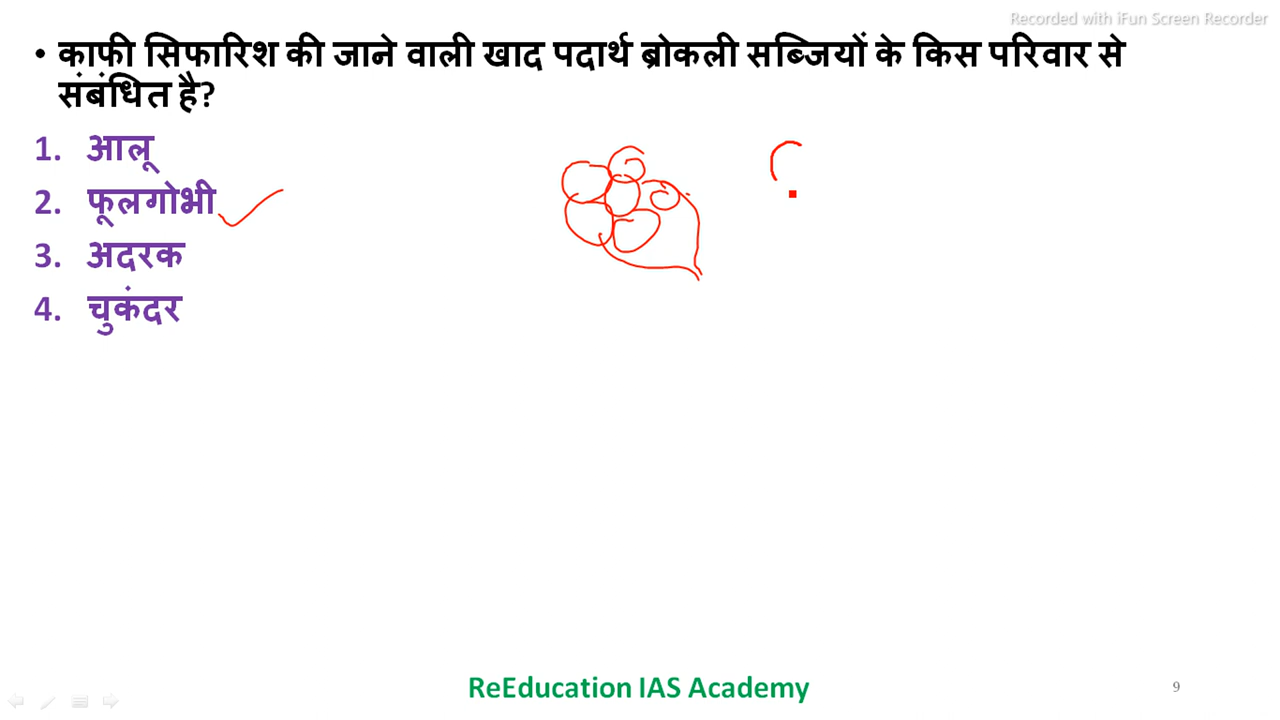 Recorded with iFun Screen Recorder
• काफी सिफारिश की जाने वाली खाद पदार्थ ब्रोकली सब्जियों के किस परिवार से
संबंधित है?
1. आलू
2. फूलगोभी
3. अदरक
4. चुकंदर
ReEducation IAS Academy
9